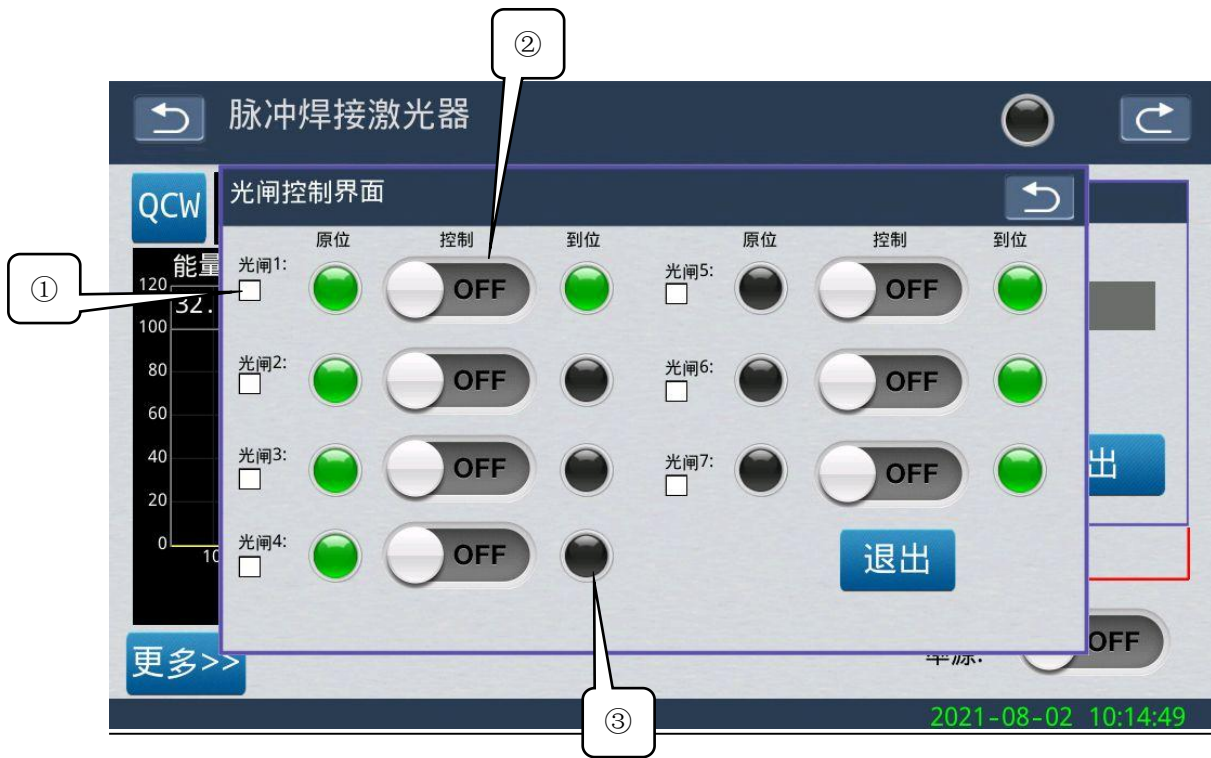 ②
脉冲焊接激光器
QCW
光闸控制界面
原位 控制 到位 原位 控制 到位
能量
①
光闸1: OFF 光闸5: OFF
120
32.
100
光闸2: OFF 光闸6: OFF
80
60
光闸3: OFF 光闸7: OFF
40
出
20
光闸4: OFF 退出
0
10
更多>>
OFF
③
2021-08-02 10:14:49